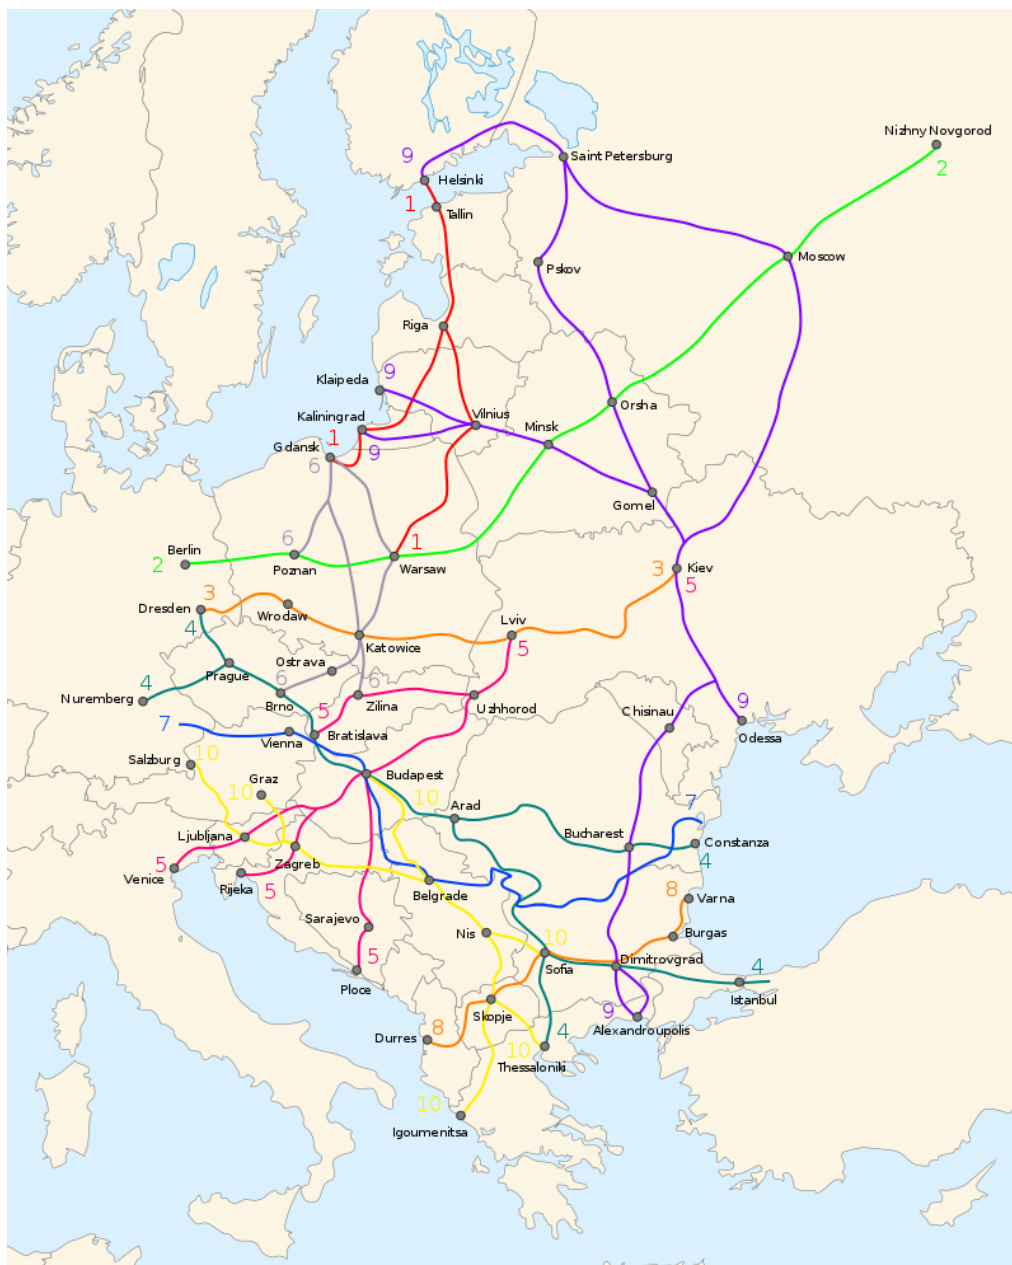 Nizhny Novgorod
2
9
Saint Petersburg
Helsinki
1
Tallin
Moscow
Pskov
Riga
9
Klaipeda
Orsha
Kaliningrad
Vilnius
Minsk
1
Gdansk
9
6
Gomel
6
1
Berlin
2
Poznan
Warsaw
3
Kiev
5
3
Dresden
Wrodaw
4
Lviv
Katowice
5
Ostrava
Prague
4
6
6
Nuremberg
Brno
Zilina
Uzhhorod
5
9
Chisinau
7
Vienna
Bratislava
Odessa
10
Salzburg
Graz
Budapest
10
10
7
Arad
Ljubljana
Bucharest
Constanza
4
5
Zagreb
Venice
Rijeka
5
Belgrade
8
Varna
Sarajevo
Nis
10
Burgas
5
Sofia
Dimitrovgrad
4
Ploce
Istanbul
Skopje
9
8
4
Alexandroupolis
Durres
10
Thessaloniki
10
Igoumenitsa